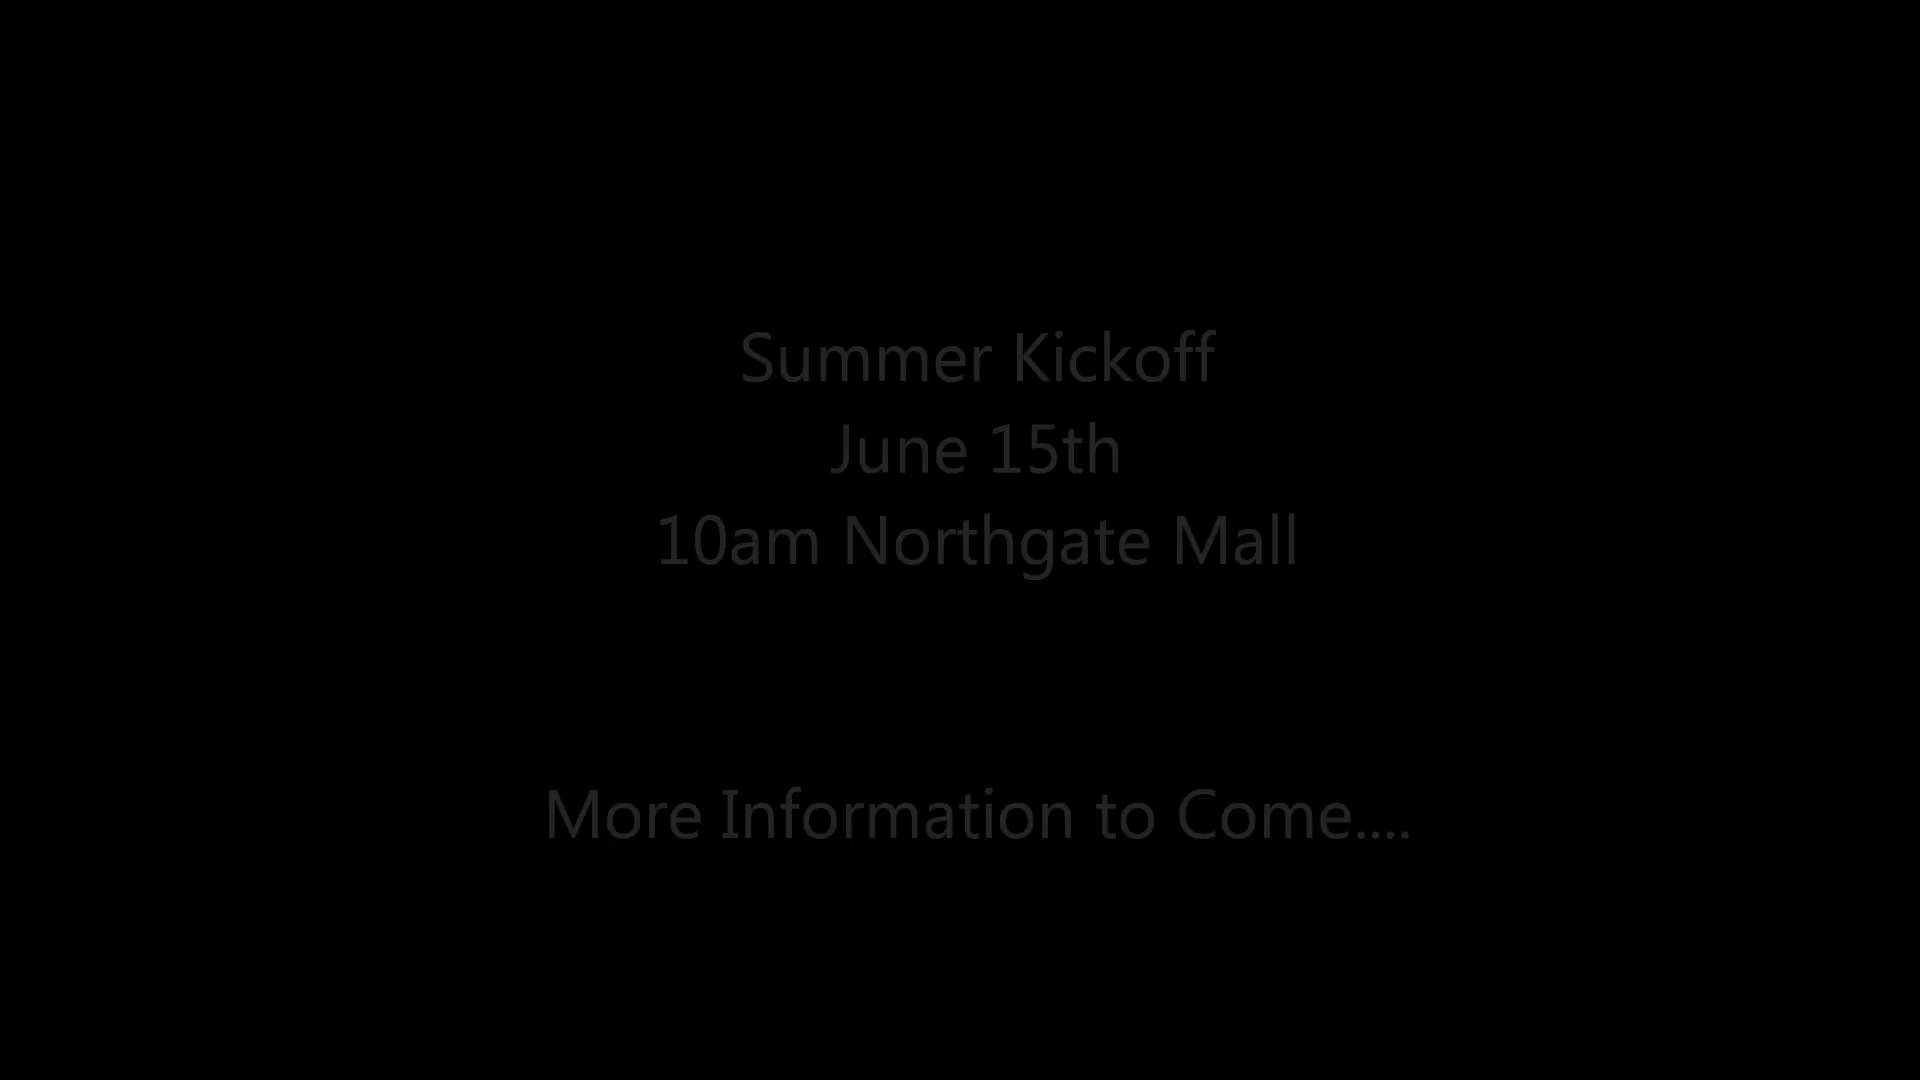 Summer Kickoff
June 15th
10am Northgate Mall
More Information to Come....